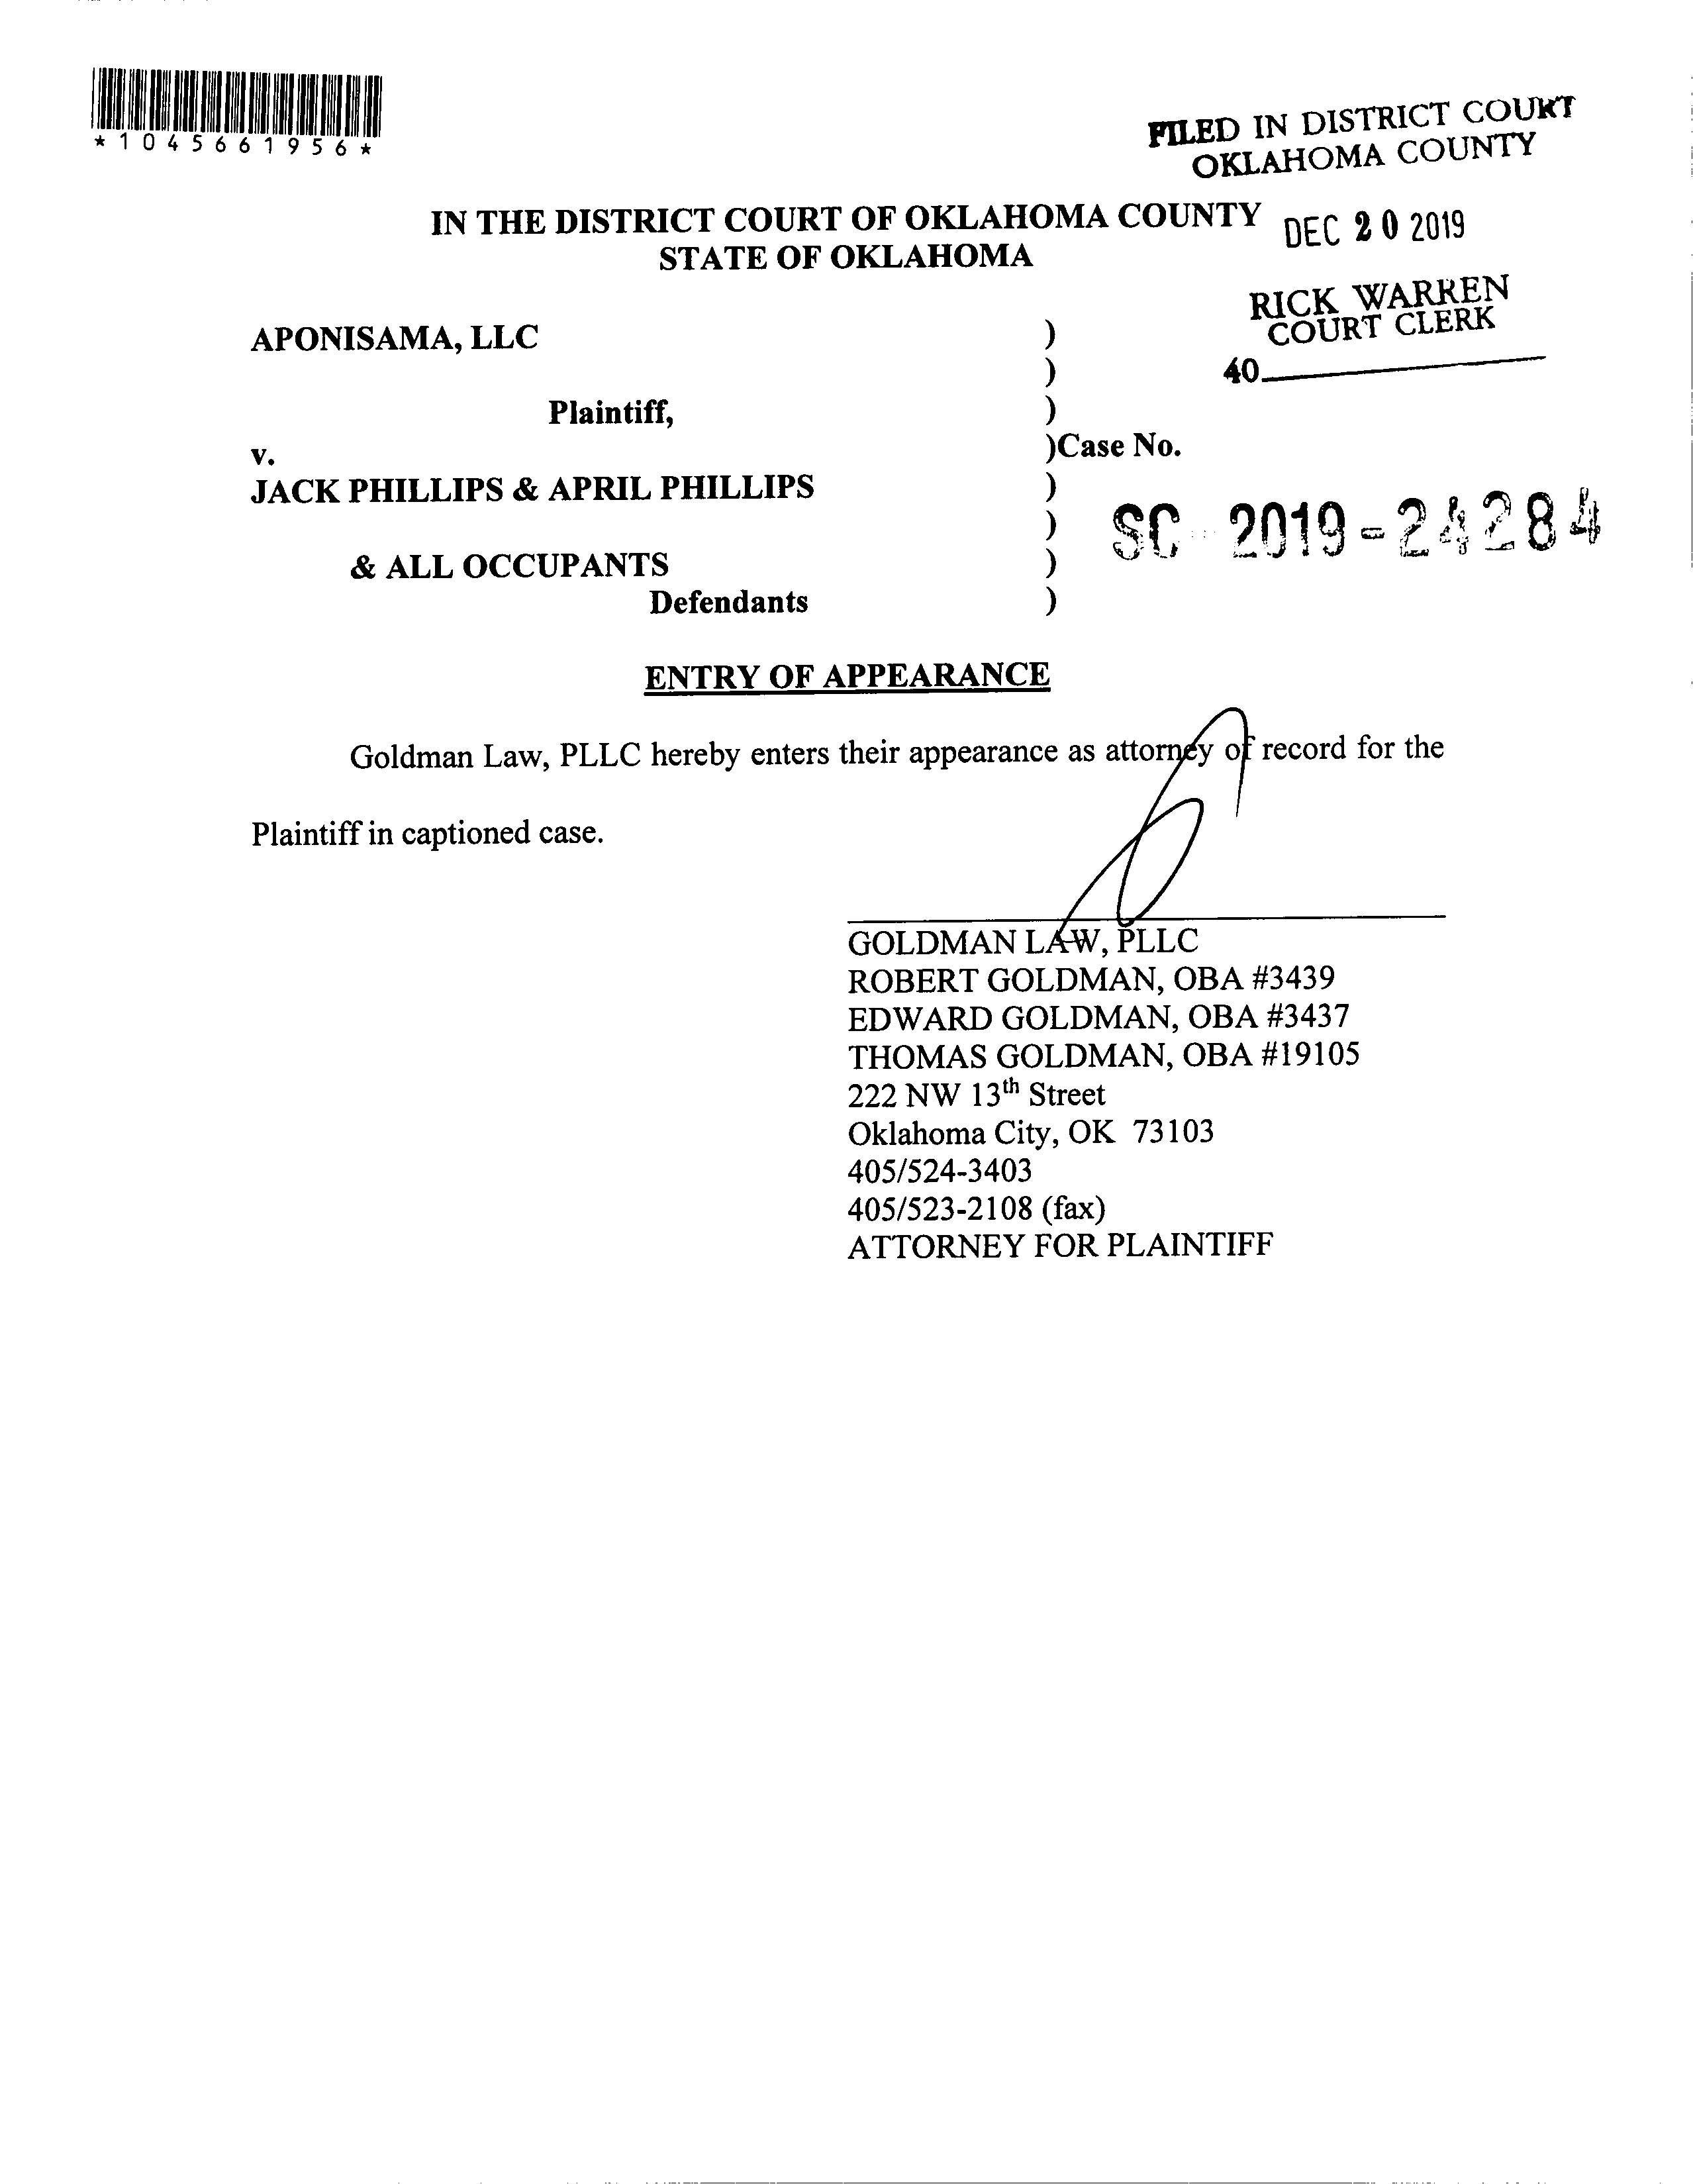 *1045661956*
FILED IN DISTRICT COURT
OKLAHOMA COUNTY
IN THE DISTRICT COURT OF OKLAHOMA COUNTY
STATE OF OKLAHOMA
DEC 20 2019
RICK WARREN
COURT CLERK
40
APONISAMA, LLC )
)
Plaintiff, )
v. )Case No.
JACK PHILLIPS & APRIL PHILLIPS )
) SC 2019-24284
& ALL OCCUPANTS )
Defendants )
ENTRY OF APPEARANCE
Goldman Law, PLLC hereby enters their appearance as attorney of record for the
Plaintiff in captioned case.
GOLDMAN LAW, PLLC
ROBERT GOLDMAN, OBA #3439
EDWARD GOLDMAN, OBA #3437
THOMAS GOLDMAN, OBA #19105
222 NW 13th Street
Oklahoma City, OK 73103
405/524-3403
405/523-2108 (fax)
ATTORNEY FOR PLAINTIFF